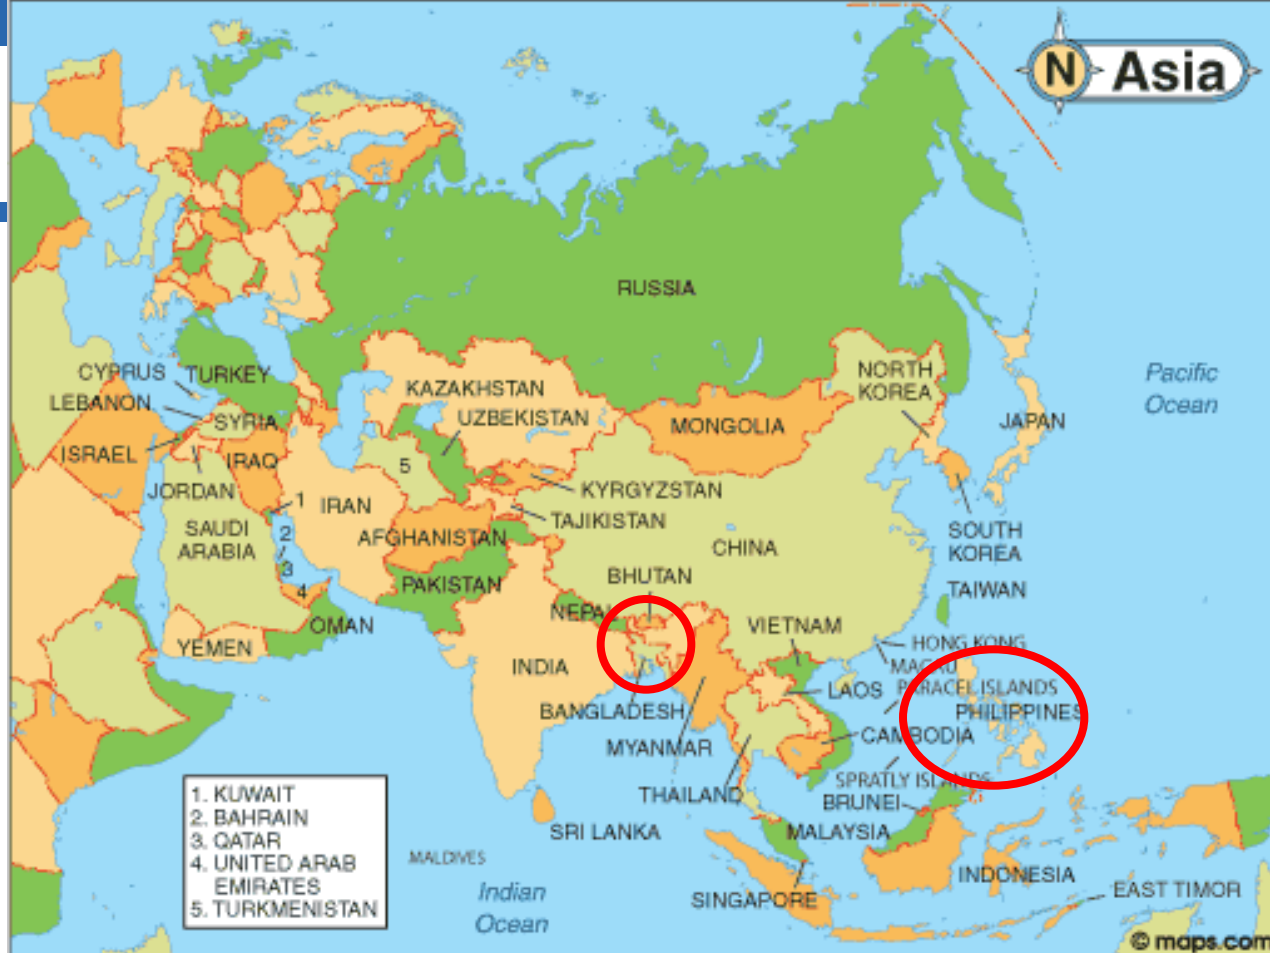 N Asia
RUSSIA
Pacific
Ocean
CYPRUS
TURKEY
LEBANON
SYRIA
ISRAEL
IRAQ
JORDAN
KAZAKHSTAN
UZBEKISTAN
MONGOLIA
NORTH
KOREA
JAPAN
5
KYRGYZSTAN
1
IRAN
TAJIKISTAN
SAUDI
ARABIA
2
3
4
AFGHANISTAN
CHINA
SOUTH
KOREA
PAKISTAN
BHUTAN
TAIWAN
NEPAL
OMAN
YEMEN
VIETNAM
HONG KONG
MACAU
INDIA
LAOS
PARACEL ISLANDS
BANGLADESH
PHILIPPINES
MYANMAR
CAMBODIA
THAILAND
SPRATLY ISLANDS
BRUNEI
SRI LANKA
MALAYSIA
MALDIVES
INDONESIA
SINGAPORE
EAST TIMOR
Indian
Ocean
1. KUWAIT
2. BAHRAIN
3. QATAR
4. UNITED ARAB
EMIRATES
5. TURKMENISTAN
© maps.com